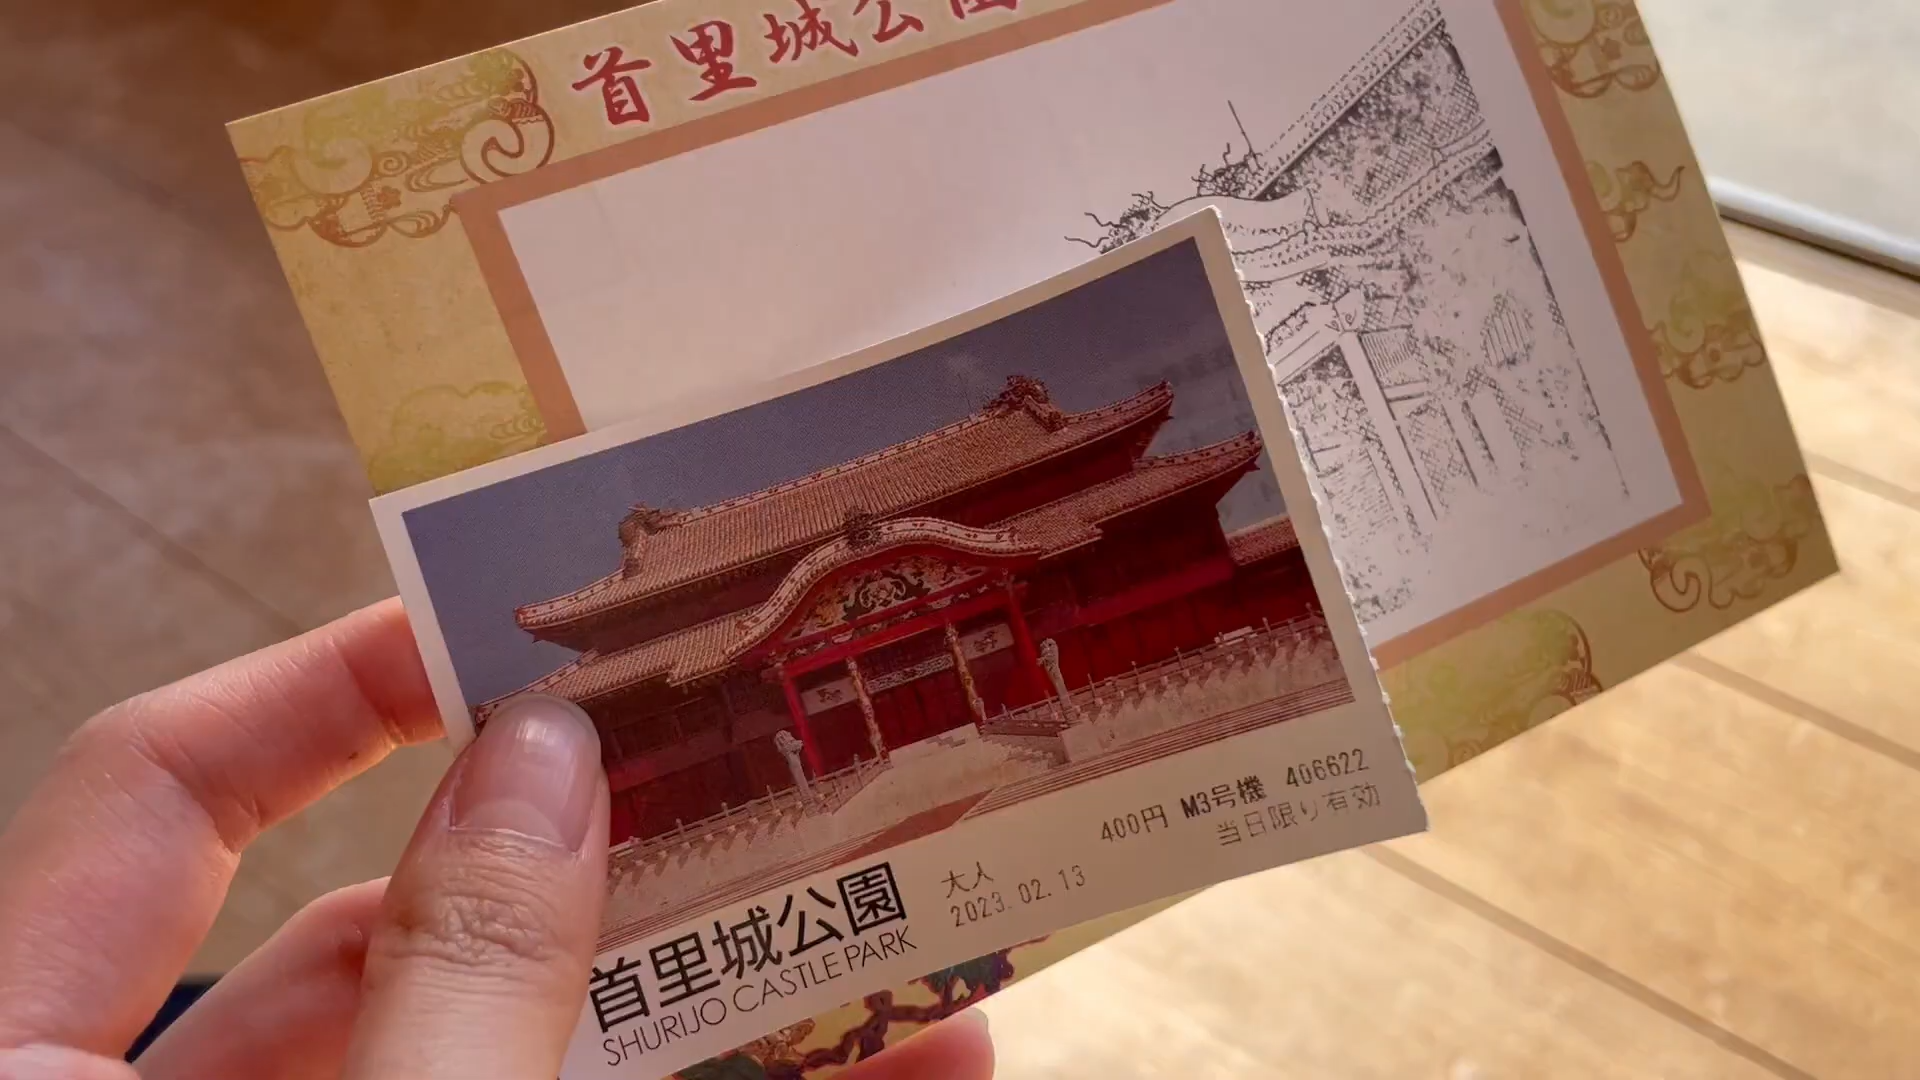 首里城公園
400円 M3号機 406622
当日限り有効
大人
2023.02.13
首里城公園
SHURIJO CASTLE PARK